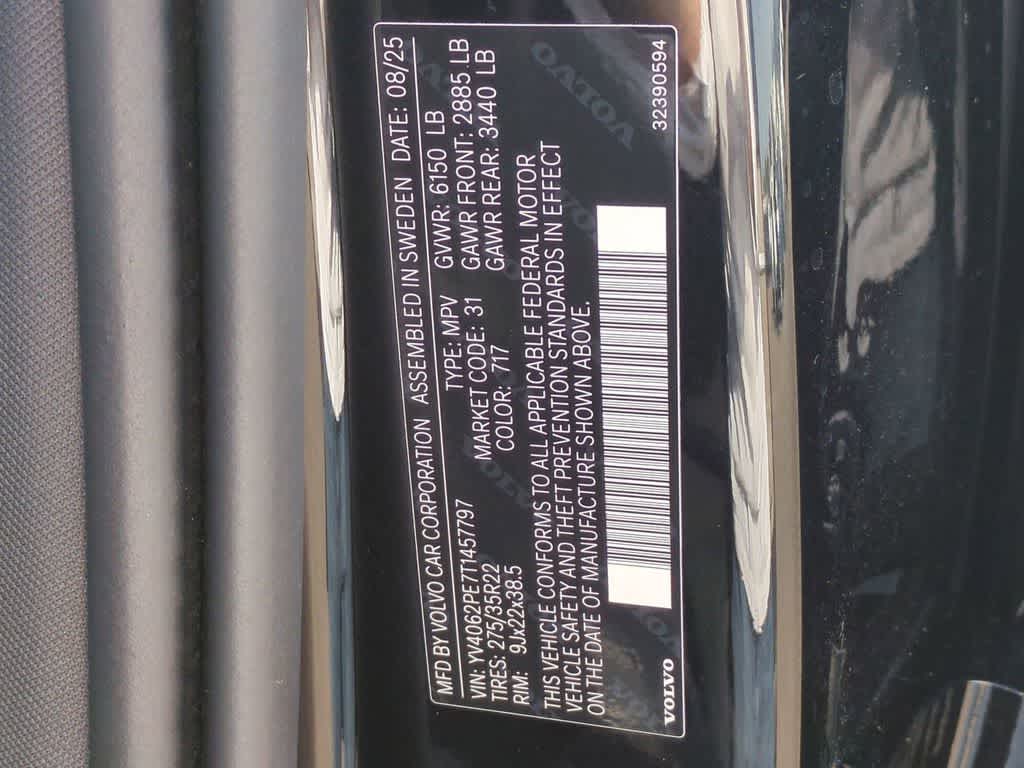 MFD BY VOLVO CAR CORPORATION ASSEMBLED IN SWEDEN DATE: 08/25
VIN: YV4062PE7T1457797 TYPE: MPV GVWR: 6150 LB
TIRES: 275/35R22 MARKET CODE: 31 GAWR FRONT: 2885 LB
RIM: 9Jx22x38.5 COLOR: 717 GAWR REAR: 3440 LB
THIS VEHICLE CONFORMS TO ALL APPLICABLE FEDERAL MOTOR
VEHICLE SAFETY AND THEFT PREVENTION STANDARDS IN EFFECT
ON THE DATE OF MANUFACTURE SHOWN ABOVE.
VOLVO 32390594